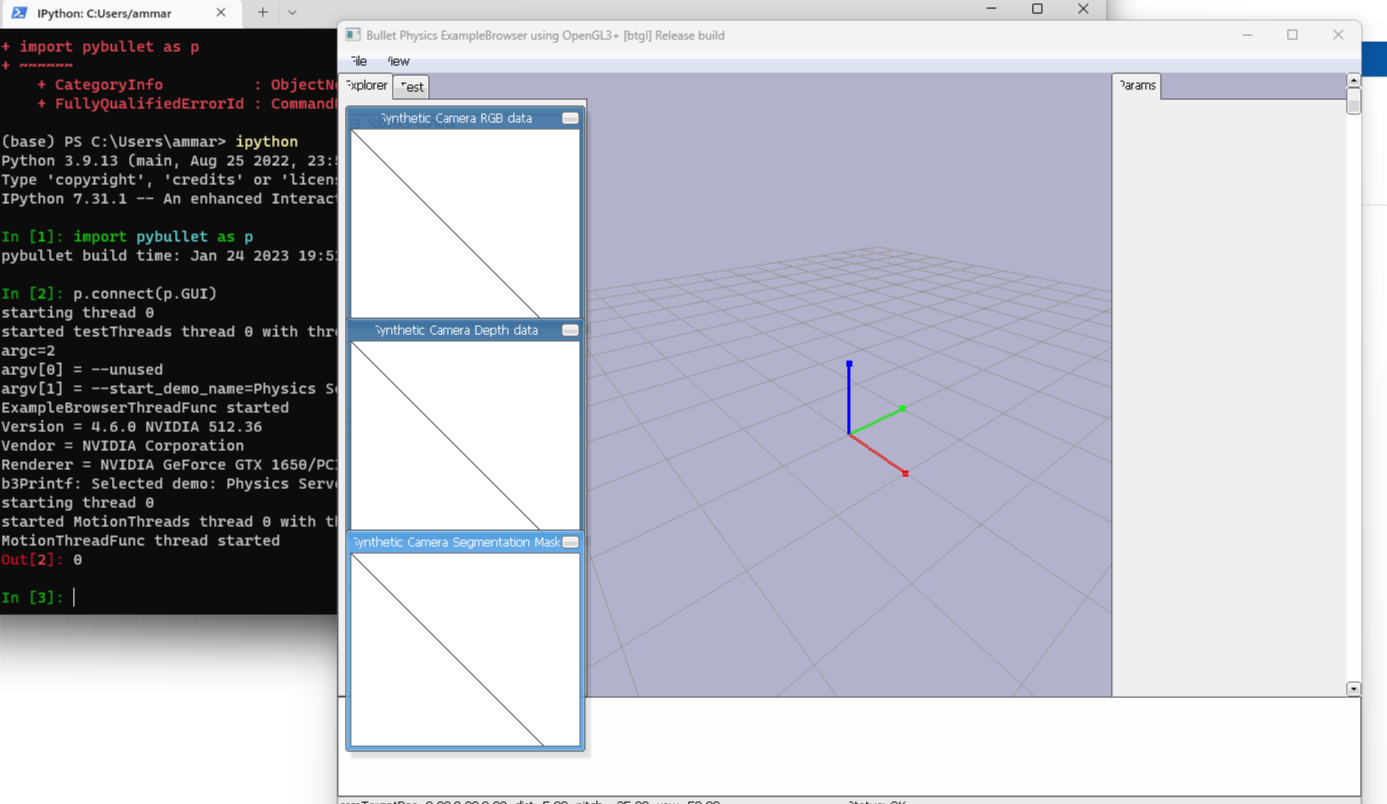 IPython: C:Users/ammar
+ import pybullet as p
+ ~~~~~~
+ CategoryInfo : ObjectN
+ FullyQualifiedErrorId : Command
(base) PS C:\Users\ammar> ipython
Python 3.9.13 (main, Aug 25 2022, 23:
Type 'copyright', 'credits' or 'licen
IPython 7.31.1 -- An enhanced Interac
In [1]: import pybullet as p
pybullet build time: Jan 24 2023 19:5
In [2]: p.connect(p.GUI)
starting thread 0
started testThreads thread 0 with thr
argc=2
argv[0] = --unused
argv[1] = --start_demo_name=Physics Se
ExampleBrowserThreadFunc started
Version = 4.6.0 NVIDIA 512.36
Vendor = NVIDIA Corporation
Renderer = NVIDIA GeForce GTX 1650/PCI
b3Printf: Selected demo: Physics Serve
starting thread 0
started MotionThreads thread 0 with th
MotionThreadFunc thread started
Out[2]: 0
In [3]:
Bullet Physics ExampleBrowser using OpenGL3+ [btgl] Release build
File View
Explorer Test
Params
Synthetic Camera RGB data
Synthetic Camera Depth data
Synthetic Camera Segmentation Mask